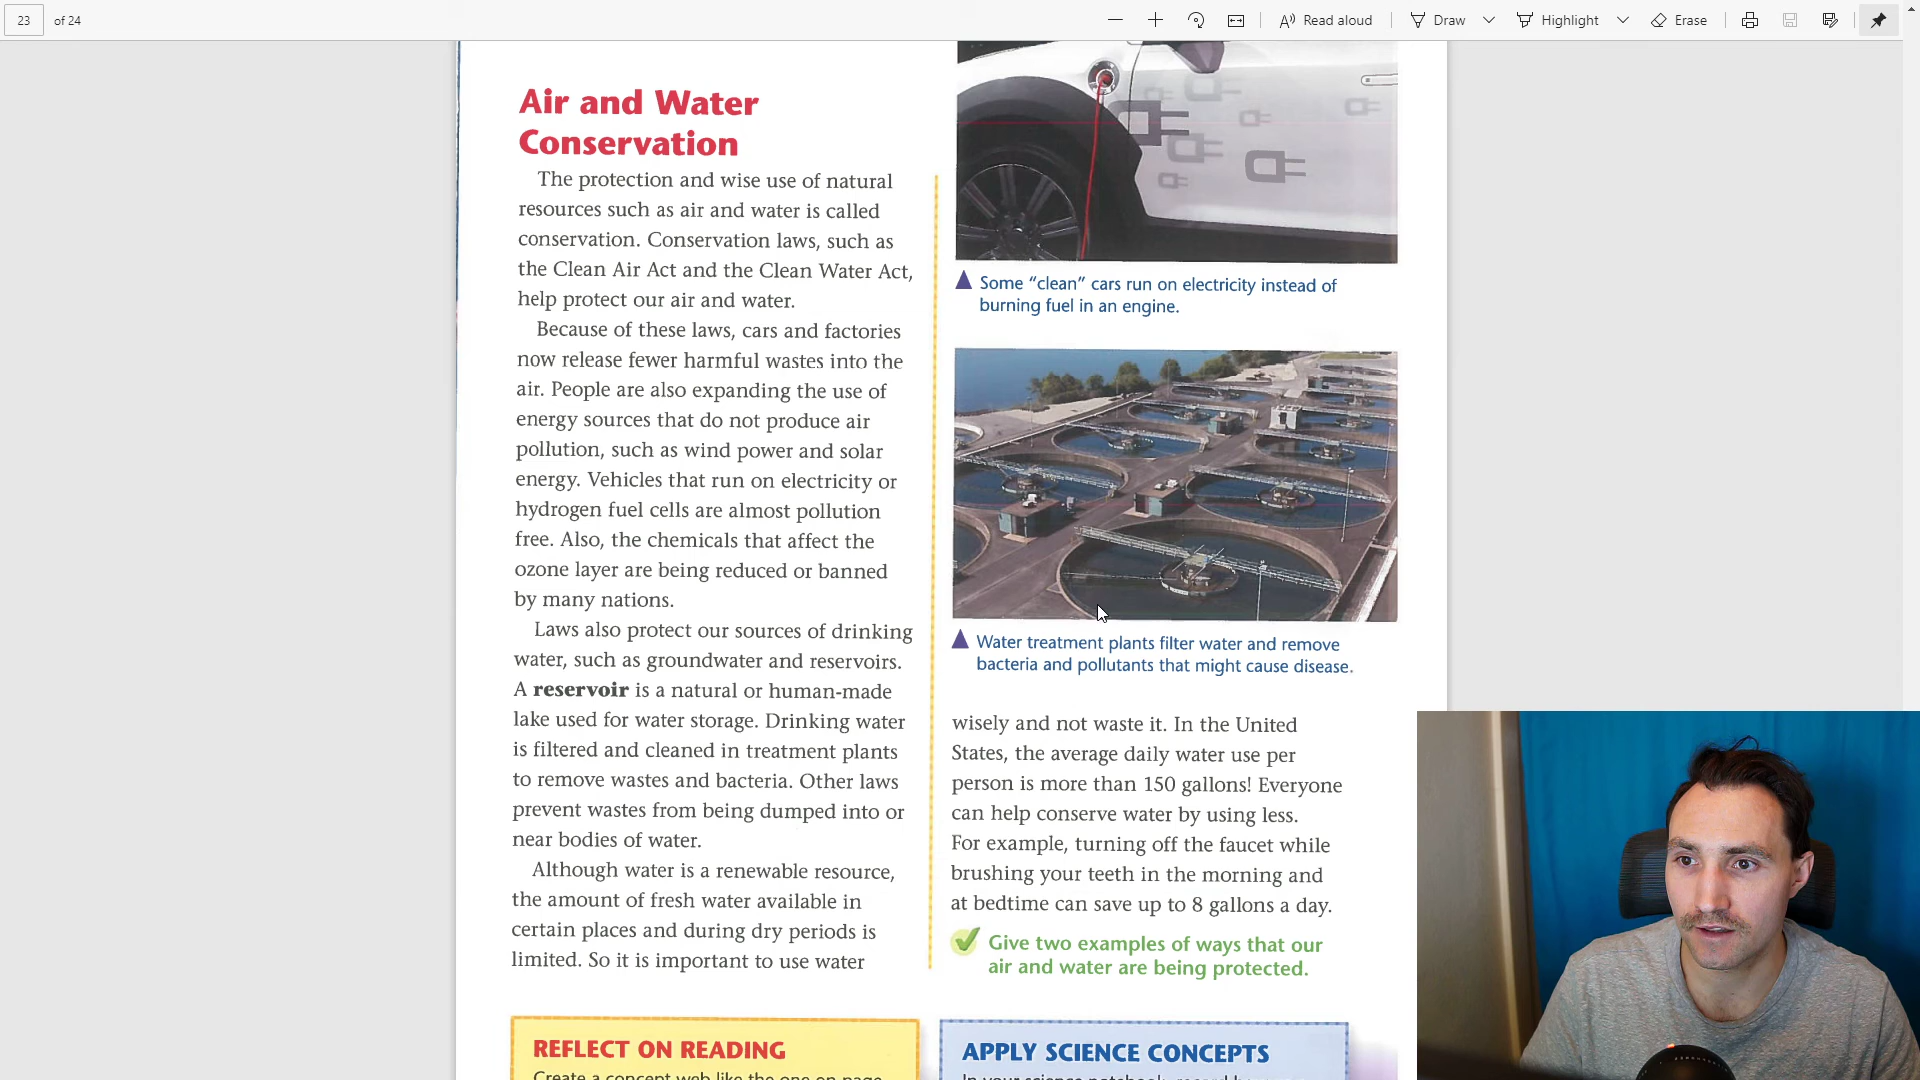 23 of 24
Read aloud
Draw
Highlight
Erase
Air and Water
Conservation
The protection and wise use of natural
resources such as air and water is called
conservation. Conservation laws, such as
the Clean Air Act and the Clean Water Act,
help protect our air and water.
Because of these laws, cars and factories
now release fewer harmful wastes into the
air. People are also expanding the use of
energy sources that do not produce air
pollution, such as wind power and solar
energy. Vehicles that run on electricity or
hydrogen fuel cells are almost pollution
free. Also, the chemicals that affect the
ozone layer are being reduced or banned
by many nations.
Laws also protect our sources of drinking
water, such as groundwater and reservoirs.
A reservoir is a natural or human-made
lake used for water storage. Drinking water
is filtered and cleaned in treatment plants
to remove wastes and bacteria. Other laws
prevent wastes from being dumped into or
near bodies of water.
Although water is a renewable resource,
the amount of fresh water available in
certain places and during dry periods is
limited. So it is important to use water
Some “clean” cars run on electricity instead of
burning fuel in an engine.
Water treatment plants filter water and remove
bacteria and pollutants that might cause disease.
wisely and not waste it. In the United
States, the average daily water use per
person is more than 150 gallons! Everyone
can help conserve water by using less.
For example, turning off the faucet while
brushing your teeth in the morning and
at bedtime can save up to 8 gallons a day.
Give two examples of ways that our
air and water are being protected.
REFLECT ON READING
Create a concept web like the one on page
APPLY SCIENCE CONCEPTS
In your science notebook, record how